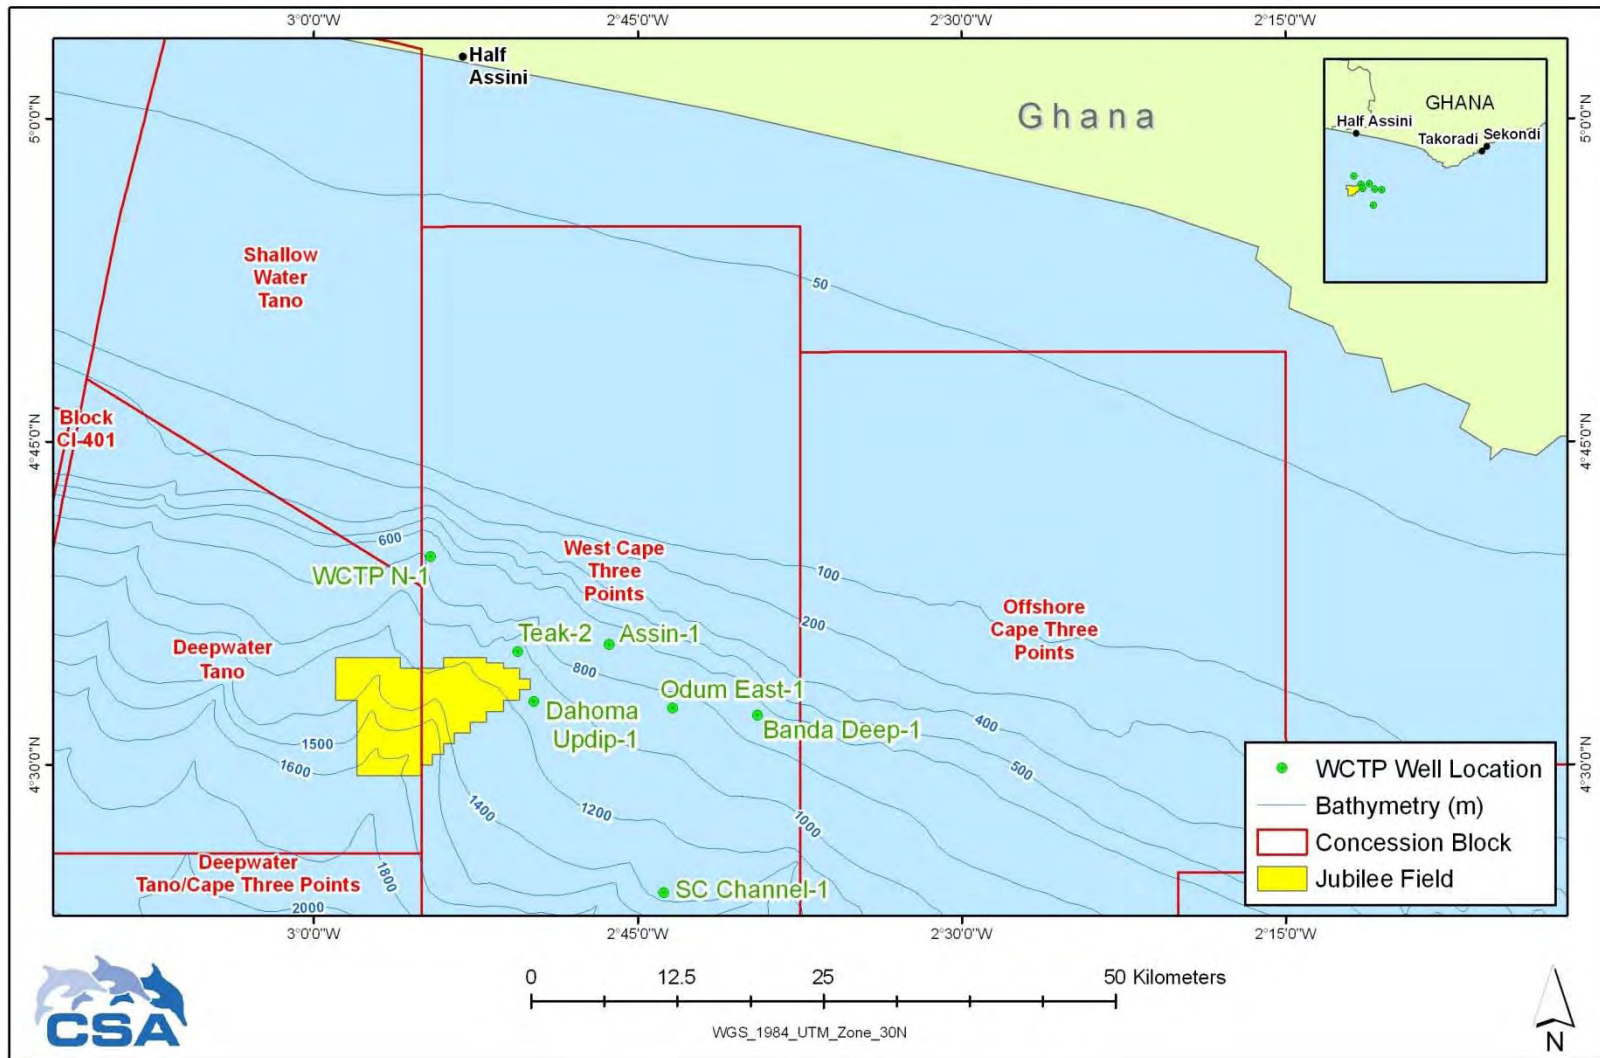 3°0'0"W
2°45'0"W
2°30'0"W
2°15'0"W
Half
Assini
Ghana
GHANA
Half Assini
Takoradi
Sekondi
5°0'0"N
5°0'0"N
Shallow
Water
Tano
50
Block
CI-401
4°45'0"N
4°45'0"N
600
WCTP N-1
West Cape
Three
Points
100
200
Offshore
Cape Three
Points
Deepwater
Tano
Teak-2
Assin-1
800
Odum East-1
Dahoma
Updip-1
Banda Deep-1
400
500
1500
1600
4°30'0"N
4°30'0"N
1400
1200
1000
Deepwater
Tano/Cape Three Points
1800
2000
SC Channel-1
WCTP Well Location
Bathymetry (m)
Concession Block
Jubilee Field
3°0'0"W
2°45'0"W
2°30'0"W
2°15'0"W
CSA
0
12.5
25
50 Kilometers
WGS_1984_UTM_Zone_30N
N